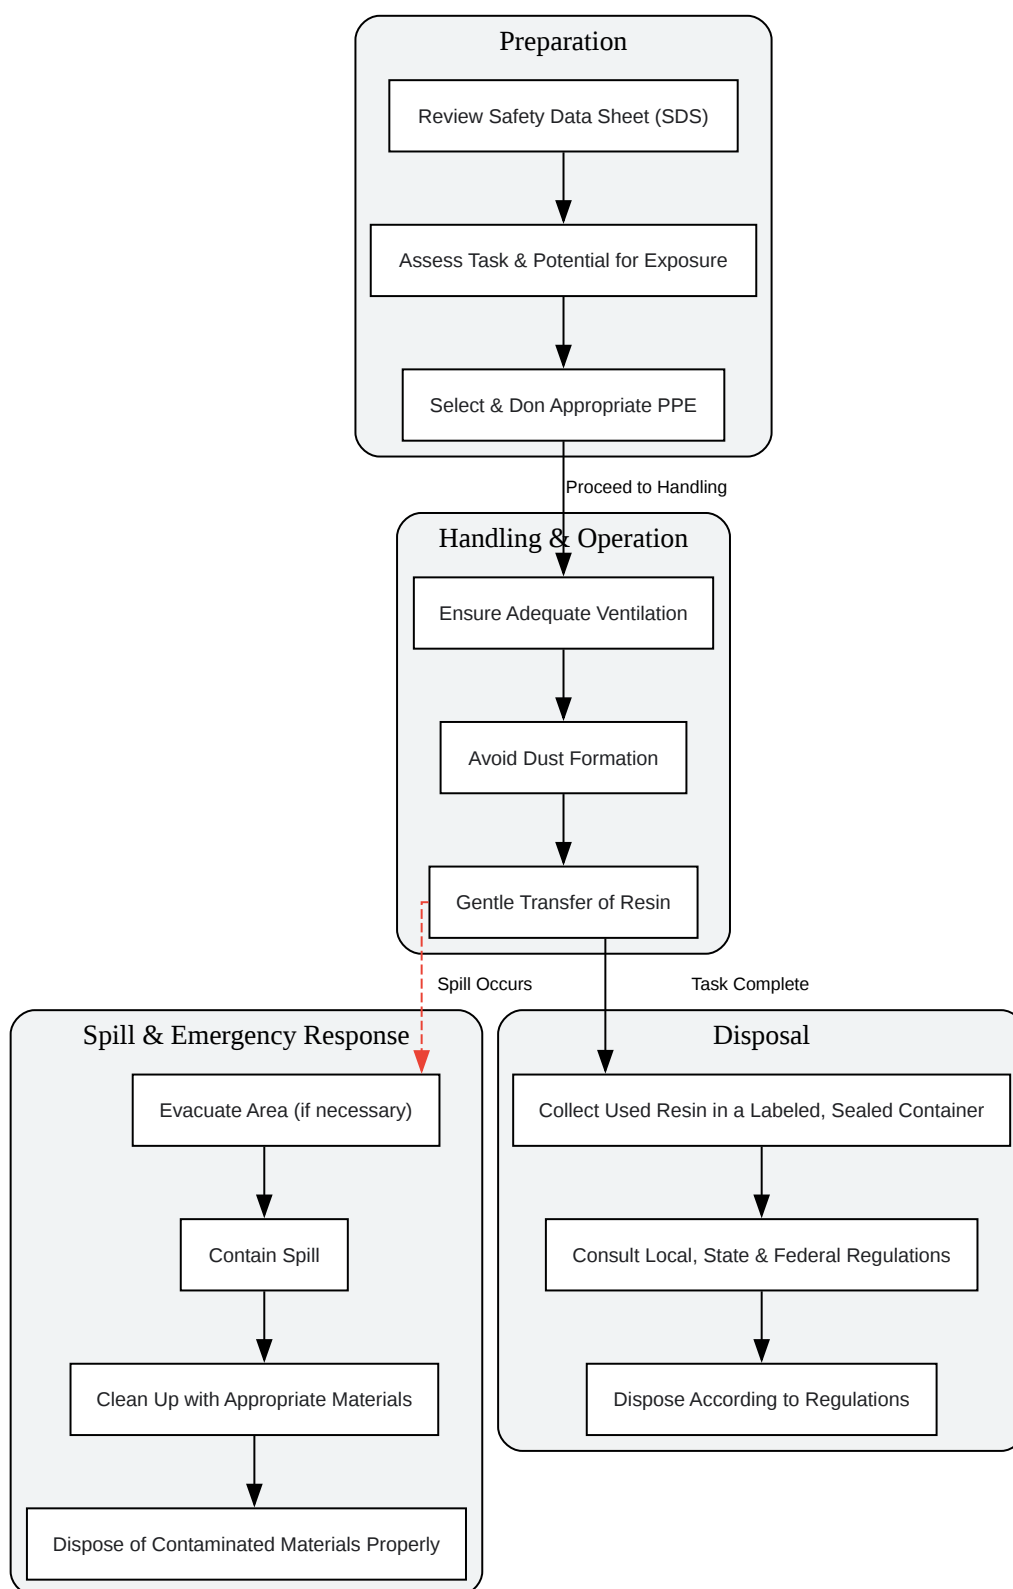 Preparation
Review Safety Data Sheet (SDS)
Assess Task & Potential for Exposure
Select & Don Appropriate PPE
Proceed to Handling
Handling & Operation
Ensure Adequate Ventilation
Avoid Dust Formation
Gentle Transfer of Resin
Spill Occurs
Task Complete
Spill & Emergency Response
Evacuate Area (if necessary)
Contain Spill
Clean Up with Appropriate Materials
Dispose of Contaminated Materials Properly
Disposal
Collect Used Resin in a Labeled, Sealed Container
Consult Local, State & Federal Regulations
Dispose According to Regulations